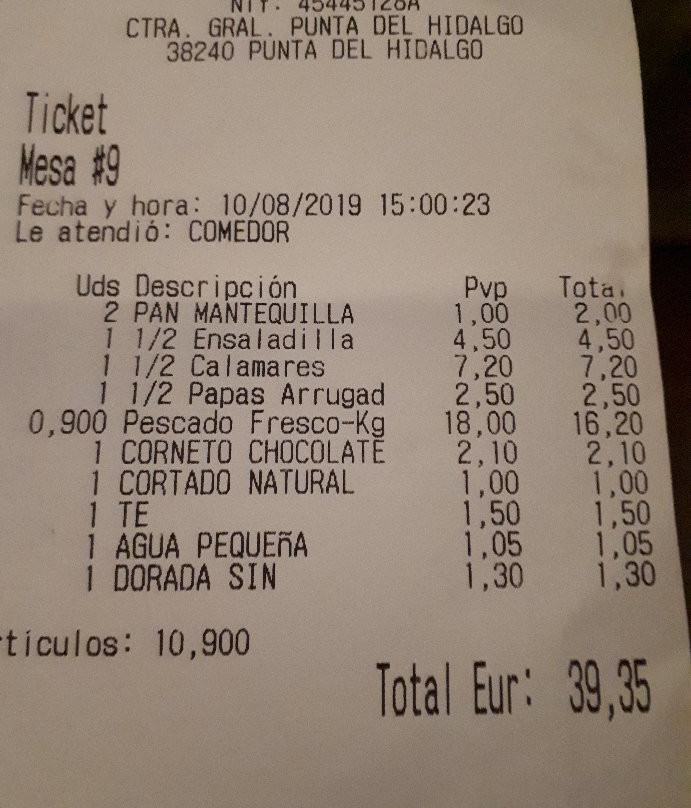 NIF: 45445128A
CTRA. GRAL. PUNTA DEL HIDALGO
38240 PUNTA DEL HIDALGO
Ticket
Mesa #9
Fecha y hora: 10/08/2019 15:00:23
Le atendió: COMEDOR
Uds Descripción Pvp Total
2 PAN MANTEQUILLA 1,00 2,00
1 1/2 Ensaladilla 4,50 4,50
1 1/2 Calamares 7,20 7,20
1 1/2 Papas Arrugad 2,50 2,50
0,900 Pescado Fresco-Kg 18,00 16,20
1 CORNETO CHOCOLATE 2,10 2,10
1 CORTADO NATURAL 1,00 1,00
1 TE 1,50 1,50
1 AGUA PEQUEñA 1,05 1,05
1 DORADA SIN 1,30 1,30
rtículos: 10,900
Total Eur: 39,35